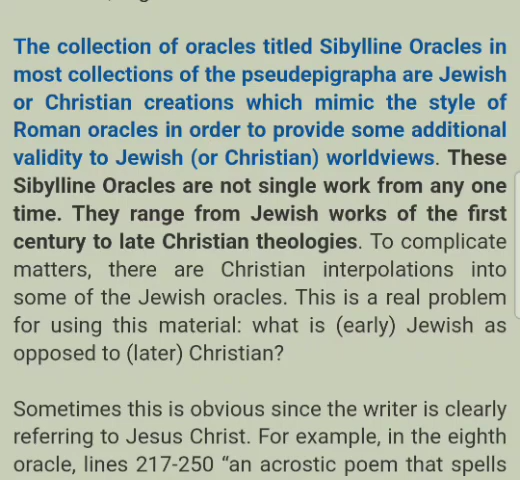 The collection of oracles titled Sibylline Oracles in
most collections of the pseudepigrapha are Jewish
or Christian creations which mimic the style of
Roman oracles in order to provide some additional
validity to Jewish (or Christian) worldviews. These
Sibylline Oracles are not single work from any one
time. They range from Jewish works of the first
century to late Christian theologies. To complicate
matters, there are Christian interpolations into
some of the Jewish oracles. This is a real problem
for using this material: what is (early) Jewish as
opposed to (later) Christian?
Sometimes this is obvious since the writer is clearly
referring to Jesus Christ. For example, in the eighth
oracle, lines 217-250 “an acrostic poem that spells